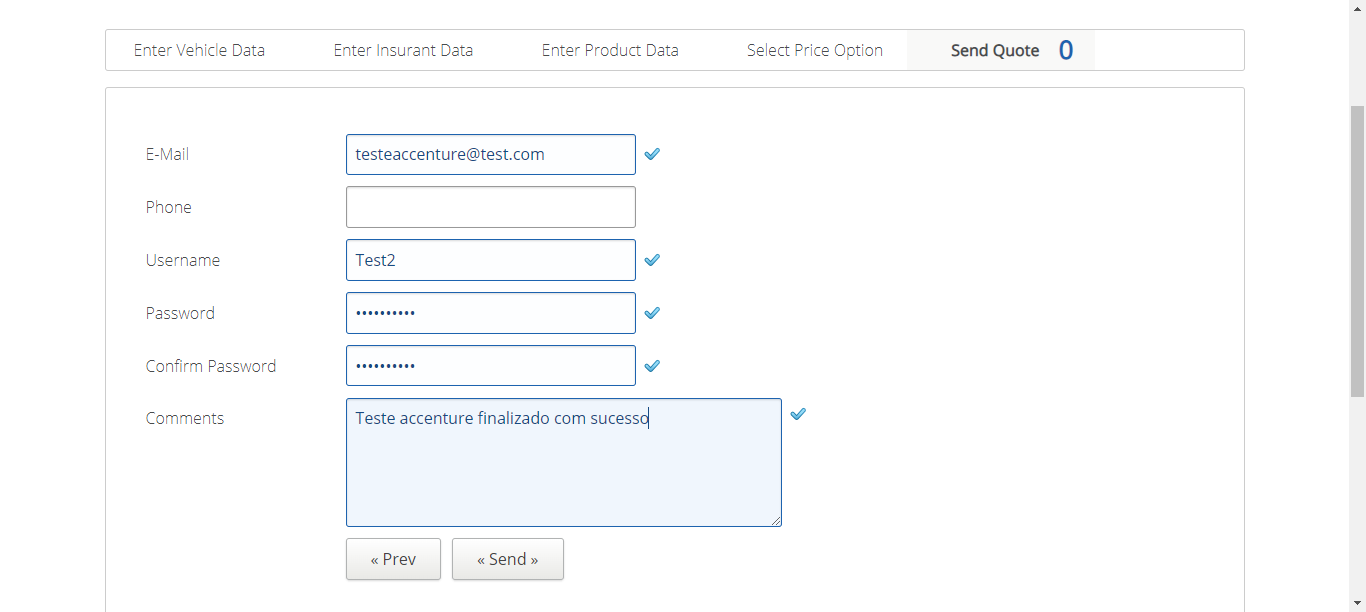 Enter Vehicle Data Enter Insurant Data Enter Product Data Select Price Option Send Quote 0
E-Mail testeaccenture@test.com
Phone
Username Test2
Password ••••••••••
Confirm Password ••••••••••
Comments Teste accenture finalizado com sucesso
« Prev « Send »